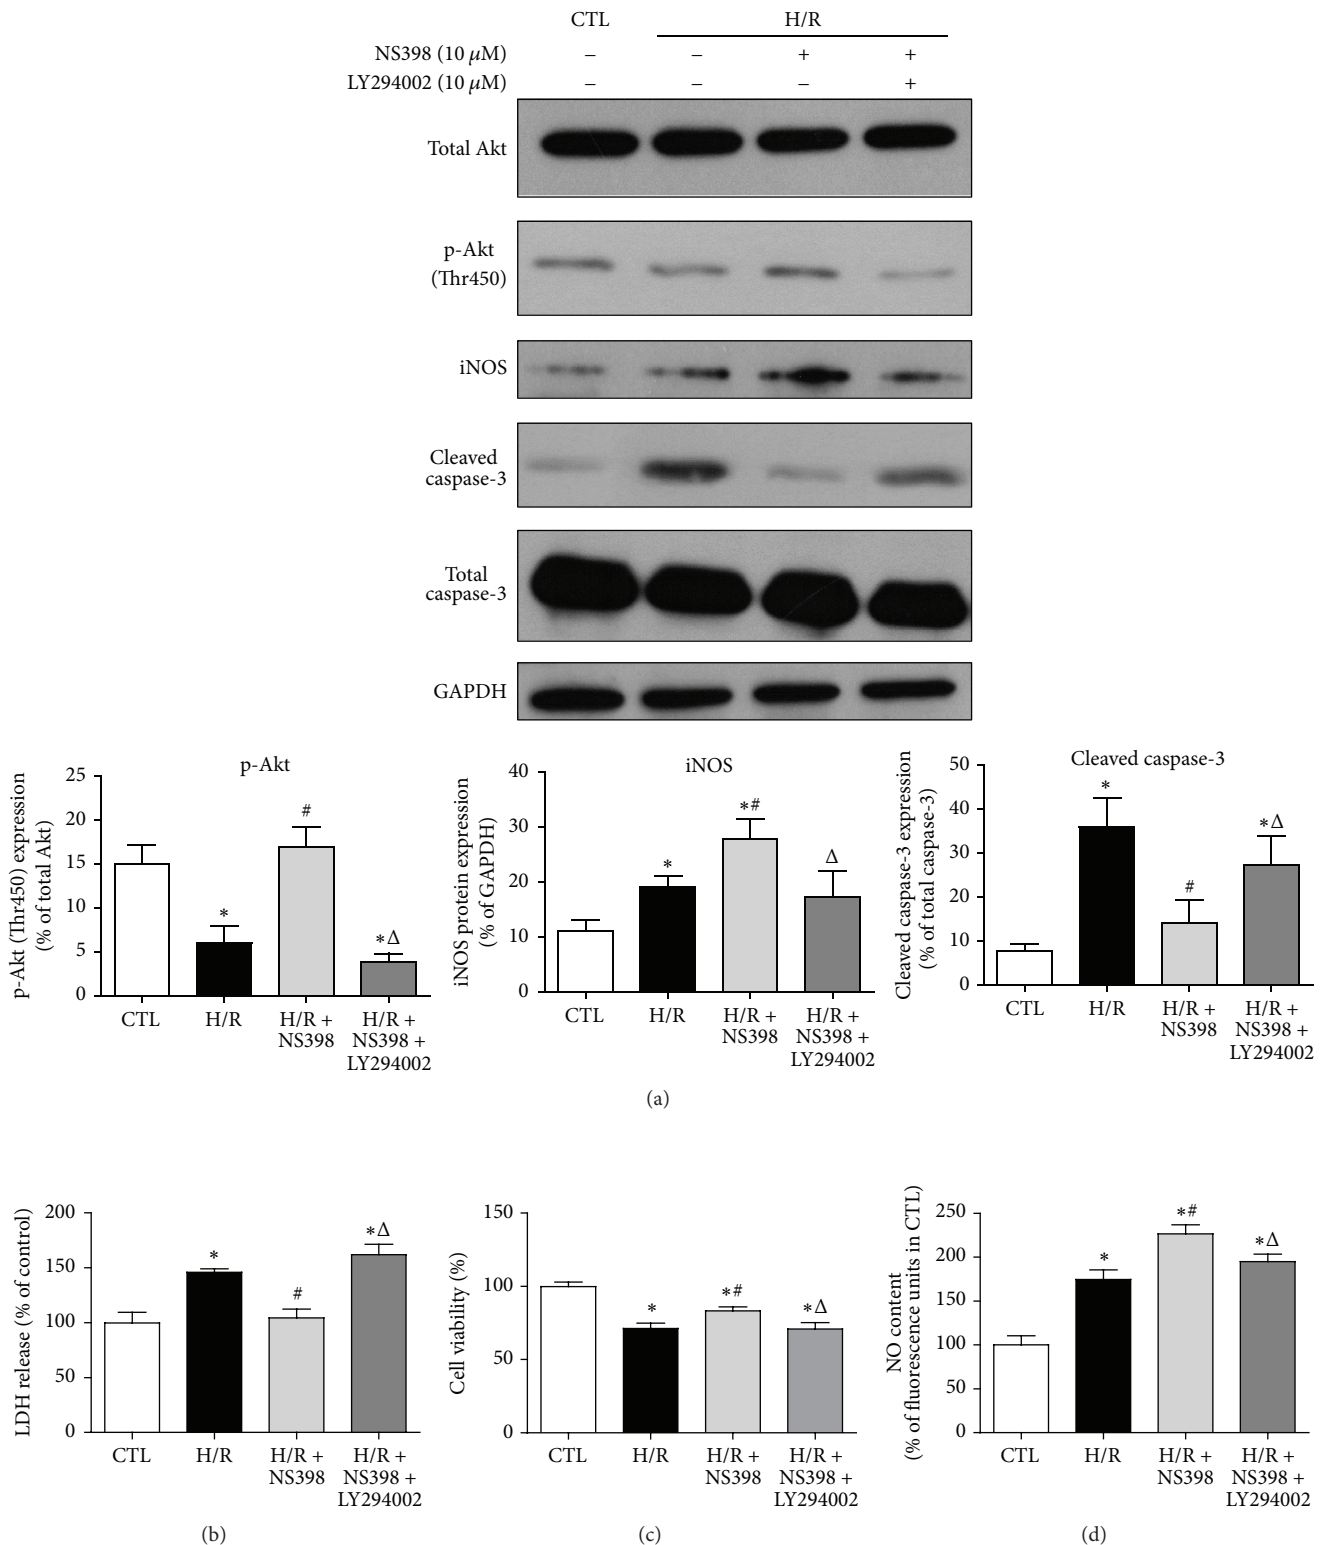 CTL H/R
NS398 (10 μM) – – + +
LY294002 (10 μM) – – – +
Total Akt
p-Akt
(Thr450)
iNOS
Cleaved
caspase-3
Total
caspase-3
GAPDH
p-Akt
p-Akt (Thr450) expression
(% of total Akt)
25
20
15
10
5
0
#
*
*Δ
CTL H/R H/R + H/R +
NS398 NS398 +
LY294002
iNOS
iNOS protein expression
(% of GAPDH)
40
30
20
10
0
*
*#
Δ
CTL H/R H/R + H/R +
NS398 NS398 +
LY294002
Cleaved caspase-3
Cleaved caspase-3 expression
(% of total caspase-3)
50
40
30
20
10
0
*
#
*Δ
CTL H/R H/R + H/R +
NS398 NS398 +
LY294002
(a)
LDH release (% of control)
200
150
100
50
0
*
#
*Δ
CTL H/R H/R + H/R +
NS398 NS398 +
LY294002
(b)
Cell viability (%)
150
100
50
0
*
*#
*Δ
CTL H/R H/R + H/R +
NS398 NS398 +
LY294002
(c)
NO content
(% of fluorescence units in CTL)
250
200
150
100
50
0
*
*#
*Δ
CTL H/R H/R + H/R +
NS398 NS398 +
LY294002
(d)